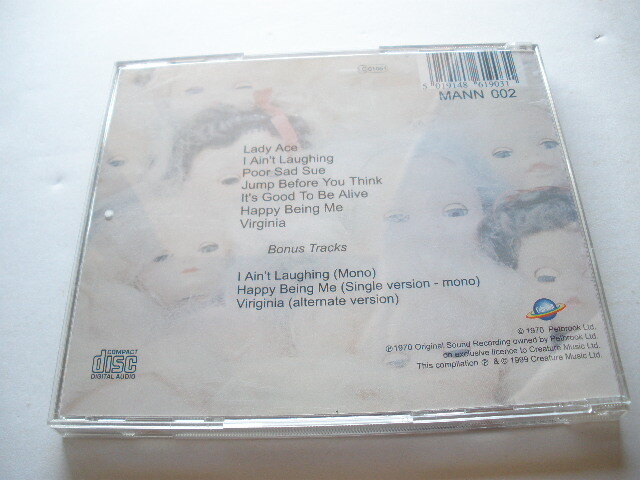 5 019148 619031
MANN 002
Lady Ace
I Ain't Laughing
Poor Sad Sue
Jump Before You Think
It's Good To Be Alive
Happy Being Me
Virginia
Bonus Tracks
I Ain't Laughing (Mono)
Happy Being Me (Single version - mono)
Viriginia (alternate version)
COMPACT
disc
DIGITAL AUDIO
© 1970 Pelbrook Ltd.
℗1970 Original Sound Recording owned by Pelbrook Ltd.
on exclusive licence to Creature Music Ltd.
This compilation ℗ & © 1999 Creature Music Ltd.